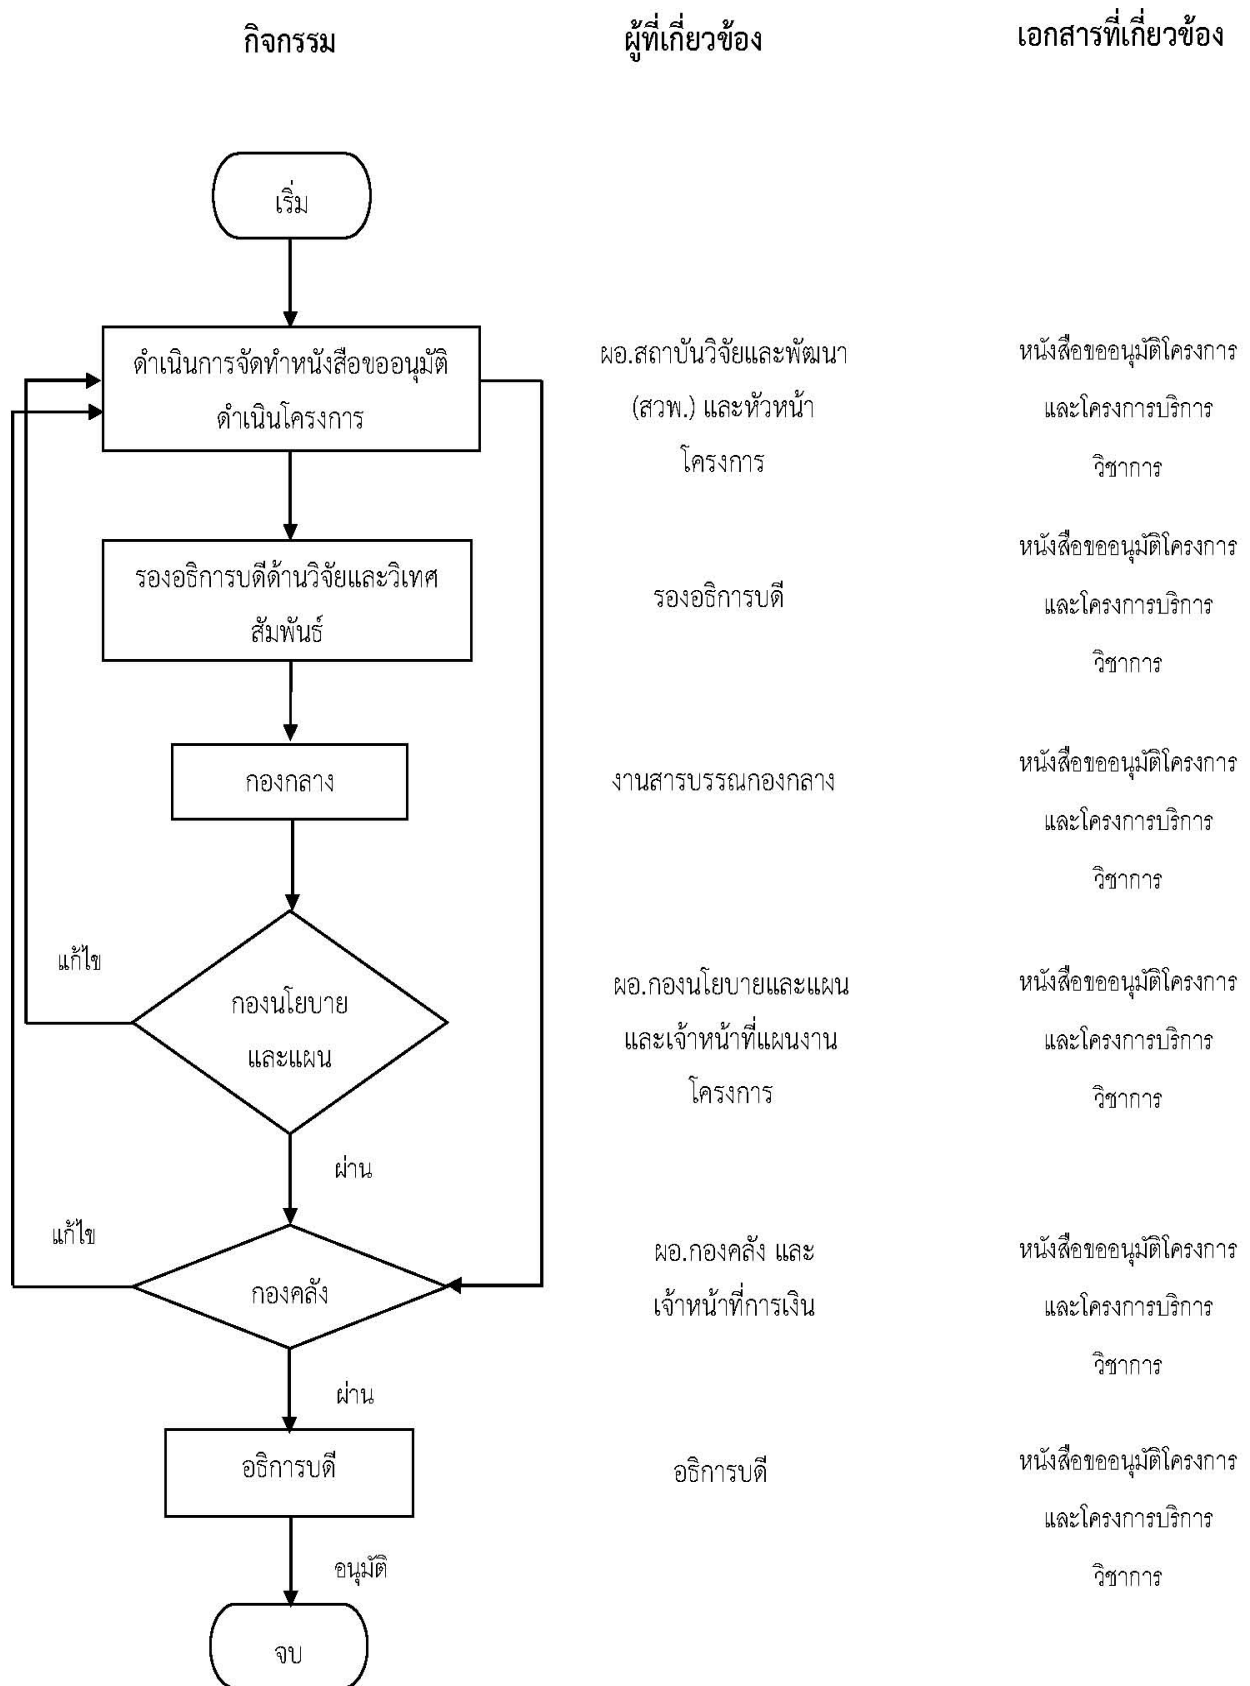 กิจกรรม
ผู้ที่เกี่ยวข้อง
เอกสารที่เกี่ยวข้อง
เริ่ม
ดำเนินการจัดทำหนังสือขออนุมัติ
ดำเนินโครงการ
ผอ.สถาบันวิจัยและพัฒนา
(สวพ.) และหัวหน้า
โครงการ
หนังสือขออนุมัติโครงการ
และโครงการบริการ
วิชาการ
รองอธิการบดีด้านวิจัยและวิเทศ
สัมพันธ์
รองอธิการบดี
หนังสือขออนุมัติโครงการ
และโครงการบริการ
วิชาการ
กองกลาง
งานสารบรรณกองกลาง
หนังสือขออนุมัติโครงการ
และโครงการบริการ
วิชาการ
แก้ไข
กองนโยบาย
และแผน
ผอ.กองนโยบายและแผน
และเจ้าหน้าที่แผนงาน
โครงการ
หนังสือขออนุมัติโครงการ
และโครงการบริการ
วิชาการ
ผ่าน
แก้ไข
กองคลัง
ผอ.กองคลัง และ
เจ้าหน้าที่การเงิน
หนังสือขออนุมัติโครงการ
และโครงการบริการ
วิชาการ
ผ่าน
อธิการบดี
อธิการบดี
หนังสือขออนุมัติโครงการ
และโครงการบริการ
วิชาการ
อนุมัติ
จบ